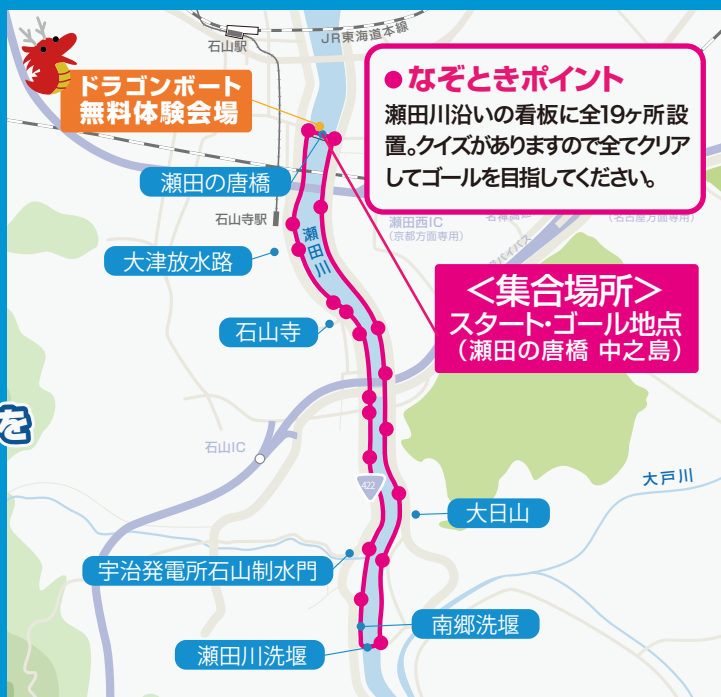 石山駅
JR東海道本線
ドラゴンボート
無料体験会場
●なぞときポイント
瀬田川沿いの看板に全19ヶ所設
置。クイズがありますので全てクリア
してゴールを目指してください。
瀬田の唐橋
石山寺駅
瀬田川
瀬田西IC
(京都方面専用)
(名古屋方面専用)
大津放水路
<集合場所>
スタート・ゴール地点
(瀬田の唐橋 中之島)
石山寺
を
石山IC
422
大戸川
大日山
宇治発電所石山制水門
南郷洗堰
瀬田川洗堰